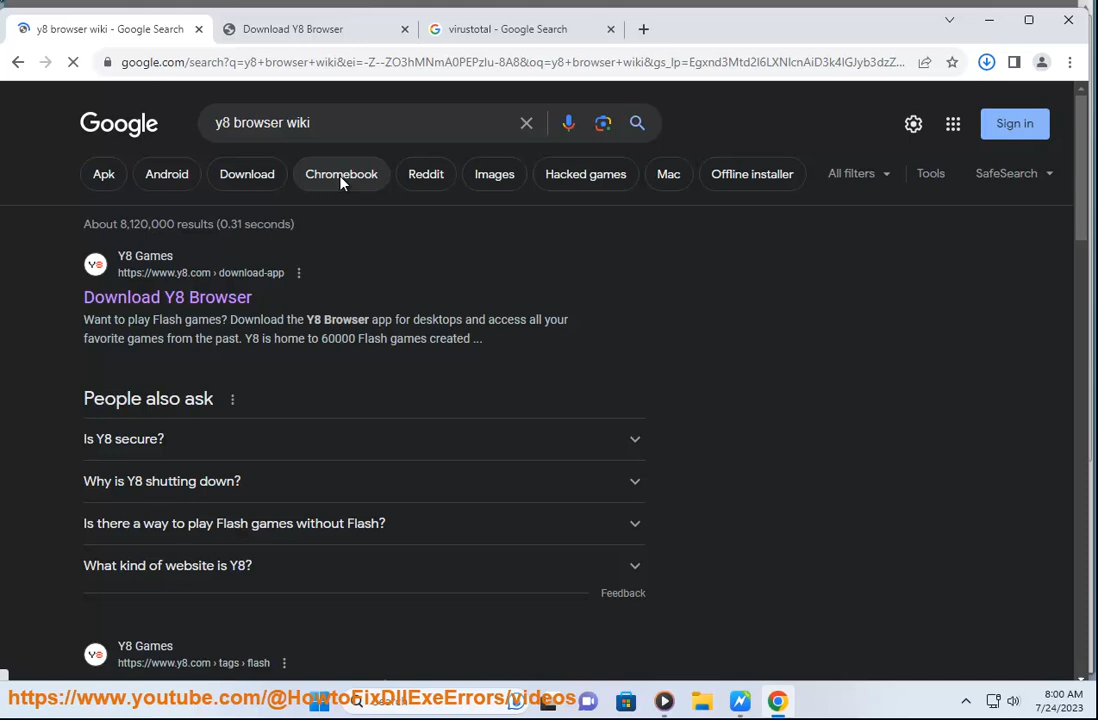 y8 browser wiki - Google Search
Download Y8 Browser
virustotal - Google Search
google.com/search?q=y8+browser+wiki&ei=-Z--ZO3hMNmA0PEPzlu-8A8&oq=y8+browser+wiki&gs_lp=Egxnd3Mtd2l6LXNlcnAiD3k4IGJyb3dzZ...
Google
y8 browser wiki
Sign in
Apk
Android
Download
Chromebook
Reddit
Images
Hacked games
Mac
Offline installer
All filters
Tools
SafeSearch
About 8,120,000 results (0.31 seconds)
Y8 Games
https://www.y8.com › download-app
Download Y8 Browser
Want to play Flash games? Download the Y8 Browser app for desktops and access all your
favorite games from the past. Y8 is home to 60000 Flash games created ...
People also ask
Is Y8 secure?
Why is Y8 shutting down?
Is there a way to play Flash games without Flash?
What kind of website is Y8?
Feedback
Y8 Games
https://www.y8.com › tags › flash
https://www.youtube.com/@HowtoFixDllExeErrors/videos
8:00 AM
7/24/2023